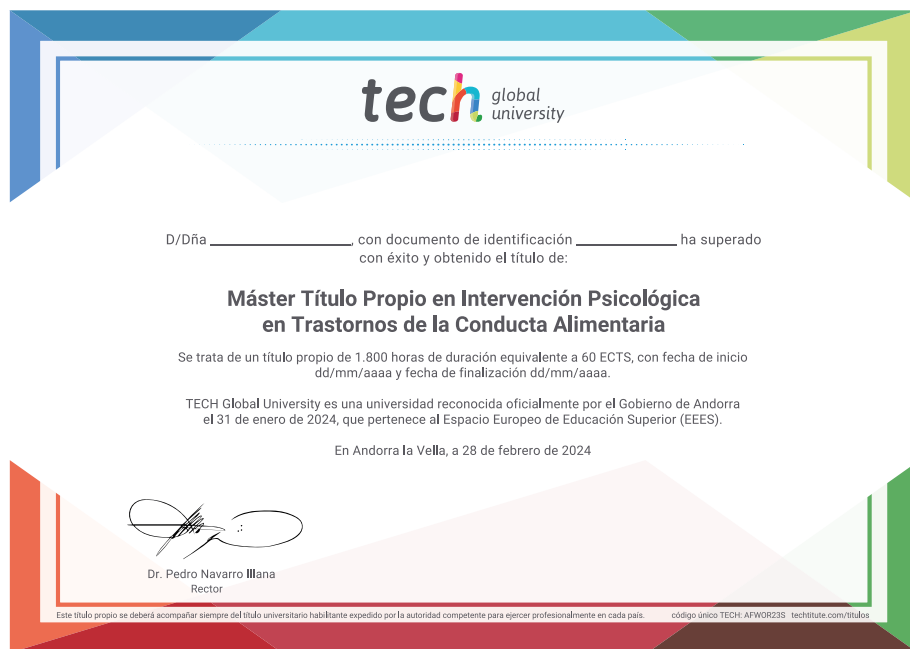 tech global university
D/Dña ____________________, con documento de identificación ______________ ha superado
con éxito y obtenido el título de:
Máster Título Propio en Intervención Psicológica
en Trastornos de la Conducta Alimentaria
Se trata de un título propio de 1.800 horas de duración equivalente a 60 ECTS, con fecha de inicio
dd/mm/aaaa y fecha de finalización dd/mm/aaaa.
TECH Global University es una universidad reconocida oficialmente por el Gobierno de Andorra
el 31 de enero de 2024, que pertenece al Espacio Europeo de Educación Superior (EEES).
En Andorra la Vella, a 28 de febrero de 2024
Dr. Pedro Navarro Illana
Rector
Este título propio se deberá acompañar siempre del título universitario habilitante expedido por la autoridad competente para ejercer profesionalmente en cada país. código único TECH: AFWOR23S techtitute.com/titulos